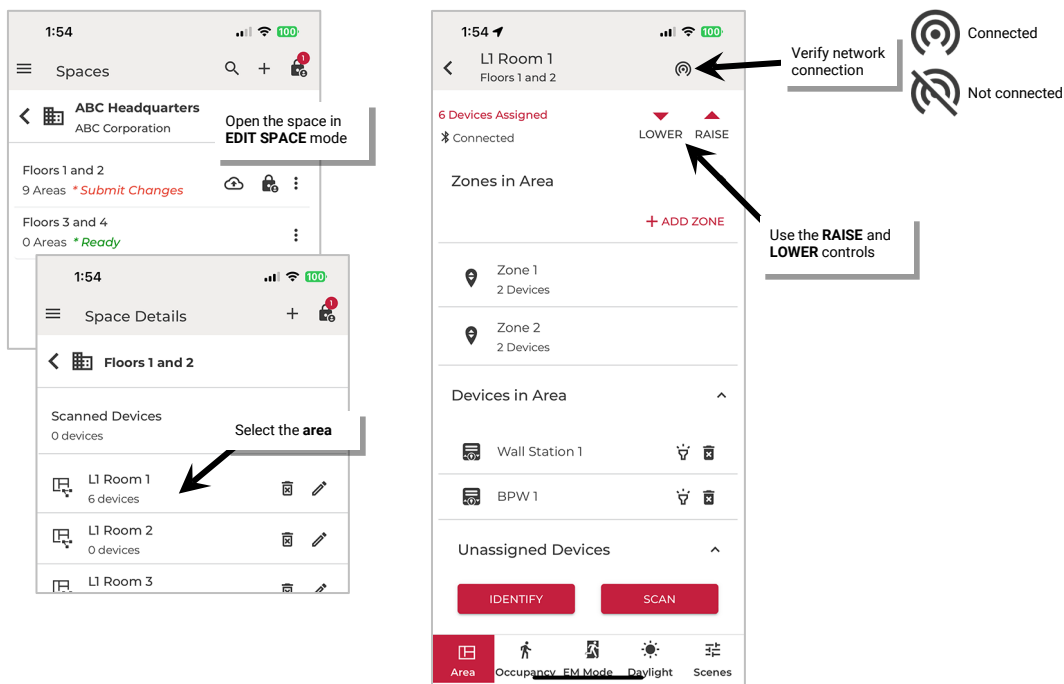 1:54
100
Spaces
1
ABC Headquarters
ABC Corporation
Open the space in
EDIT SPACE mode
Floors 1 and 2
9 Areas * Submit Changes
Floors 3 and 4
0 Areas * Ready
1:54
100
Space Details
1
Floors 1 and 2
Scanned Devices
0 devices
Select the area
L1 Room 1
6 devices
L1 Room 2
0 devices
L1 Room 3
1:54
100
L1 Room 1
Floors 1 and 2
Verify network
connection
Connected
Not connected
6 Devices Assigned
Connected
LOWER RAISE
Zones in Area
+ ADD ZONE
Use the RAISE and
LOWER controls
Zone 1
2 Devices
Zone 2
2 Devices
Devices in Area
Wall Station 1
BPW 1
Unassigned Devices
IDENTIFY SCAN
Area Occupancy EM Mode Daylight Scenes